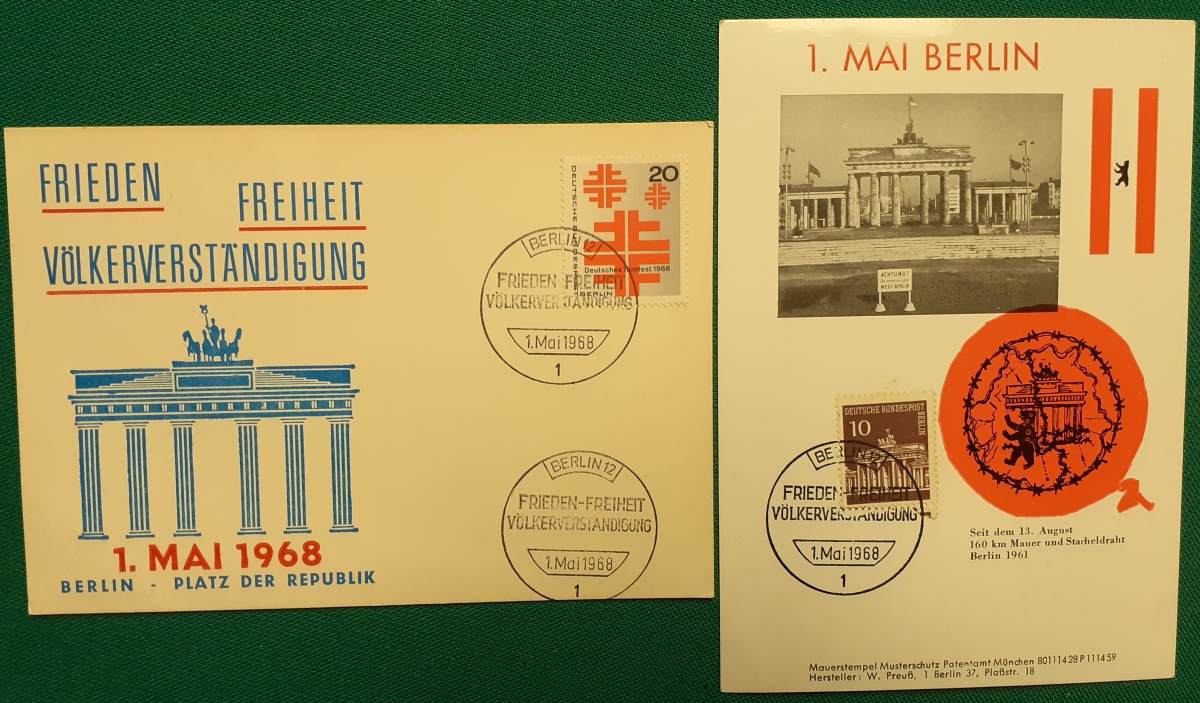 FRIEDEN
FREIHEIT
VÖLKERVERSTÄNDIGUNG
1. MAI 1968
BERLIN - PLATZ DER REPUBLIK
20
DEUTSCHE BUNDESPOST
BERLIN
Deutsches Turnfest 1968
BERLIN 12
FRIEDEN-FREIHEIT
VÖLKERVERSTÄNDIGUNG
1.Mai 1968
1
BERLIN 12
FRIEDEN-FREIHEIT
VÖLKERVERSTÄNDIGUNG
1.Mai 1968
1
1. MAI BERLIN
ACHTUNG!
WEST-BERLIN
DEUTSCHE BUNDESPOST
BERLIN
10
BERLIN 12
FRIEDEN-FREIHEIT
VÖLKERVERSTÄNDIGUNG
1.Mai 1968
1
Seit dem 13. August
160 km Mauer und Stacheldraht
Berlin 1961
Mauerstempel Musterschutz Patentamt München 80111428 P 111459
Hersteller: W. Preuß, 1 Berlin 37, Plaßstr. 18